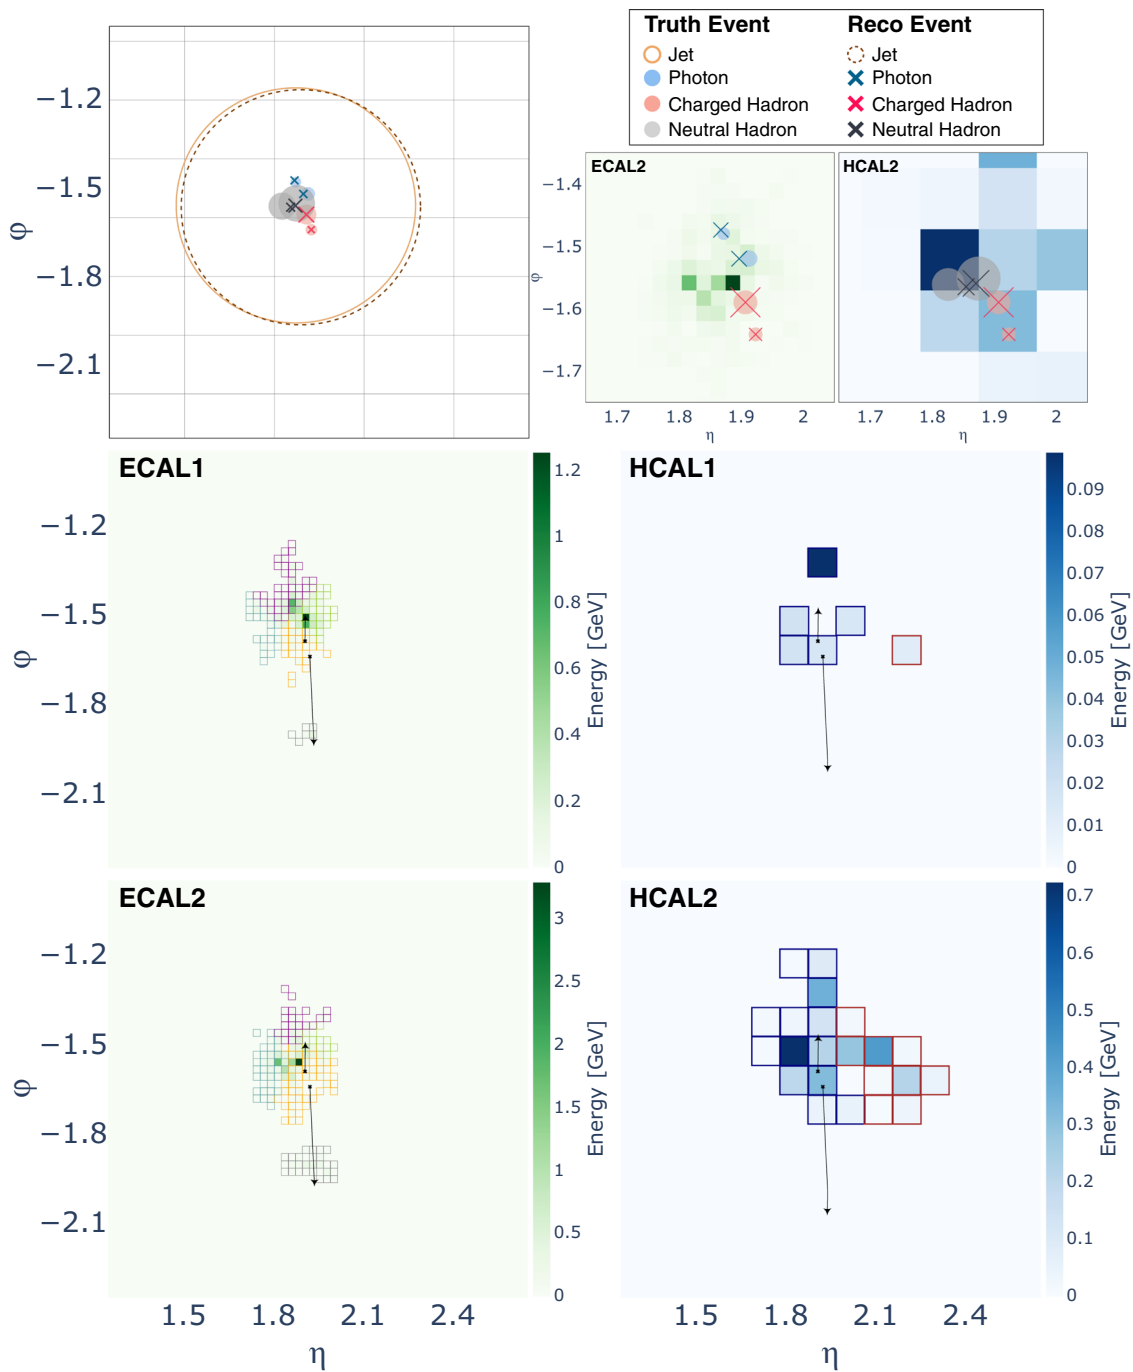 Truth Event Reco Event
Jet Jet
Photon Photon
Charged Hadron Charged Hadron
Neutral Hadron Neutral Hadron
−1.2
−1.5
−1.8
−2.1
φ
ECAL2
−1.4
−1.5
−1.6
−1.7
φ
1.7 1.8 1.9 2
η
HCAL2
1.7 1.8 1.9 2
η
ECAL1
−1.2
−1.5
−1.8
−2.1
φ
1.2
1
0.8
0.6
0.4
0.2
0
Energy [GeV]
HCAL1
0.09
0.08
0.07
0.06
0.05
0.04
0.03
0.02
0.01
0
Energy [GeV]
ECAL2
−1.2
−1.5
−1.8
−2.1
φ
1.5 1.8 2.1 2.4
η
3
2.5
2
1.5
1
0.5
0
Energy [GeV]
HCAL2
1.5 1.8 2.1 2.4
η
0.7
0.6
0.5
0.4
0.3
0.2
0.1
0
Energy [GeV]